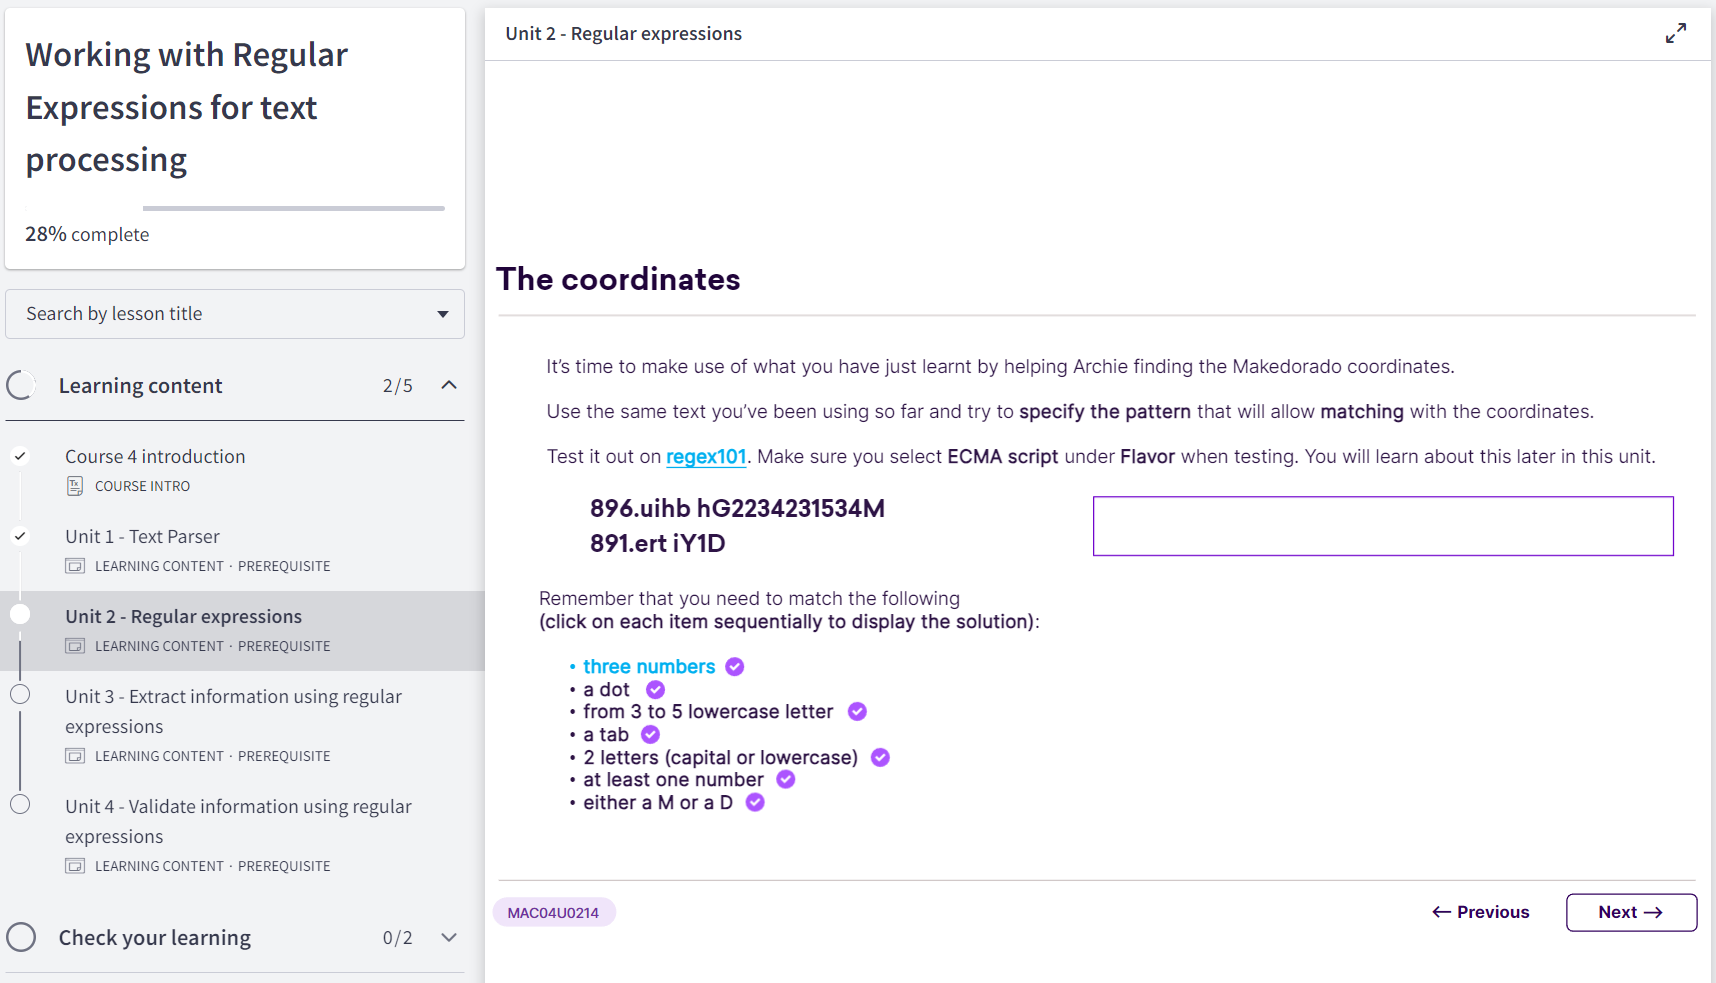 Working with Regular
Expressions for text
processing
28% complete
Search by lesson title
Learning content 2/5
Course 4 introduction
COURSE INTRO
Unit 1 - Text Parser
LEARNING CONTENT · PREREQUISITE
Unit 2 - Regular expressions
LEARNING CONTENT · PREREQUISITE
Unit 3 - Extract information using regular
expressions
LEARNING CONTENT · PREREQUISITE
Unit 4 - Validate information using regular
expressions
LEARNING CONTENT · PREREQUISITE
Check your learning 0/2
Unit 2 - Regular expressions
The coordinates
It's time to make use of what you have just learnt by helping Archie finding the Makedorado coordinates.
Use the same text you've been using so far and try to specify the pattern that will allow matching with the coordinates.
Test it out on regex101. Make sure you select ECMA script under Flavor when testing. You will learn about this later in this unit.
896.uihb hG2234231534M
891.ert iY1D
Remember that you need to match the following
(click on each item sequentially to display the solution):
• three numbers
• a dot
• from 3 to 5 lowercase letter
• a tab
• 2 letters (capital or lowercase)
• at least one number
• either a M or a D
MAC04U0214
← Previous
Next →